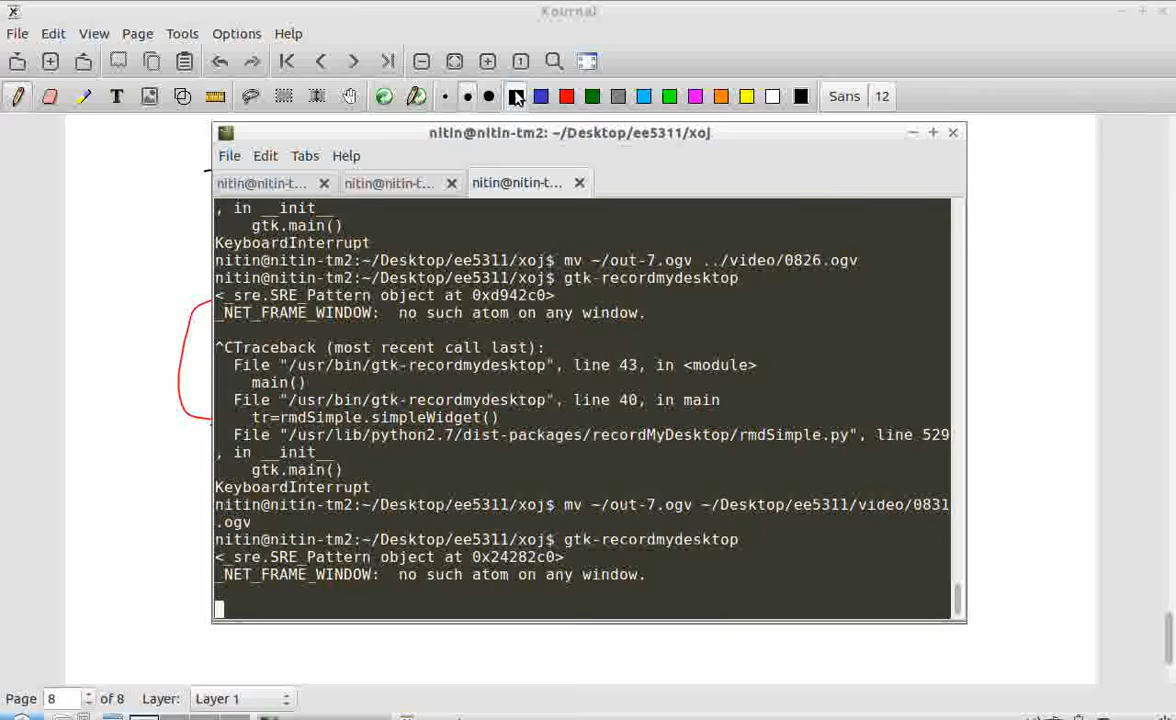 Xournal
File Edit View Page Tools Options Help
Sans 12
nitin@nitin-tm2: ~/Desktop/ee5311/xoj
File Edit Tabs Help
nitin@nitin-t... nitin@nitin-t... nitin@nitin-t...
, in __init__
gtk.main()
KeyboardInterrupt
nitin@nitin-tm2:~/Desktop/ee5311/xoj$ mv ~/out-7.ogv ../video/0826.ogv
nitin@nitin-tm2:~/Desktop/ee5311/xoj$ gtk-recordmydesktop
<_sre.SRE_Pattern object at 0xd942c0>
_NET_FRAME_WINDOW:  no such atom on any window.
^CTraceback (most recent call last):
File "/usr/bin/gtk-recordmydesktop", line 43, in <module>
main()
File "/usr/bin/gtk-recordmydesktop", line 40, in main
tr=rmdSimple.simpleWidget()
File "/usr/lib/python2.7/dist-packages/recordMyDesktop/rmdSimple.py", line 529
, in __init__
gtk.main()
KeyboardInterrupt
nitin@nitin-tm2:~/Desktop/ee5311/xoj$ mv ~/out-7.ogv ~/Desktop/ee5311/video/0831
.ogv
nitin@nitin-tm2:~/Desktop/ee5311/xoj$ gtk-recordmydesktop
<_sre.SRE_Pattern object at 0x24282c0>
_NET_FRAME_WINDOW:  no such atom on any window.
Page 8 of 8 Layer: Layer 1